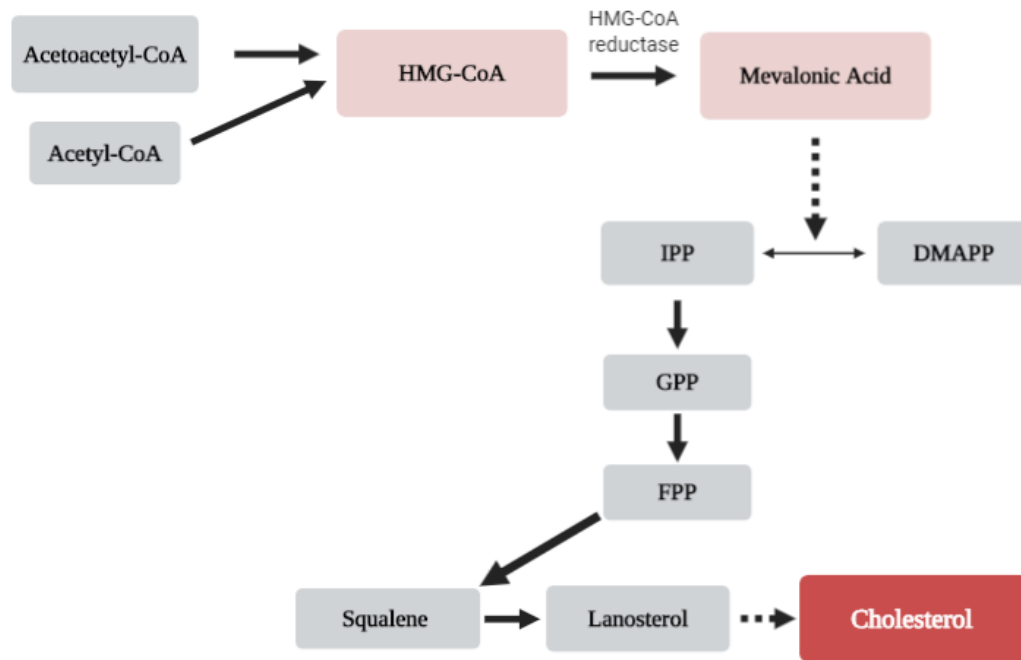 Acetoacetyl-CoA
Acetyl-CoA
HMG-CoA
HMG-CoA
reductase
Mevalonic Acid
IPP
DMAPP
GPP
FPP
Squalene
Lanosterol
Cholesterol